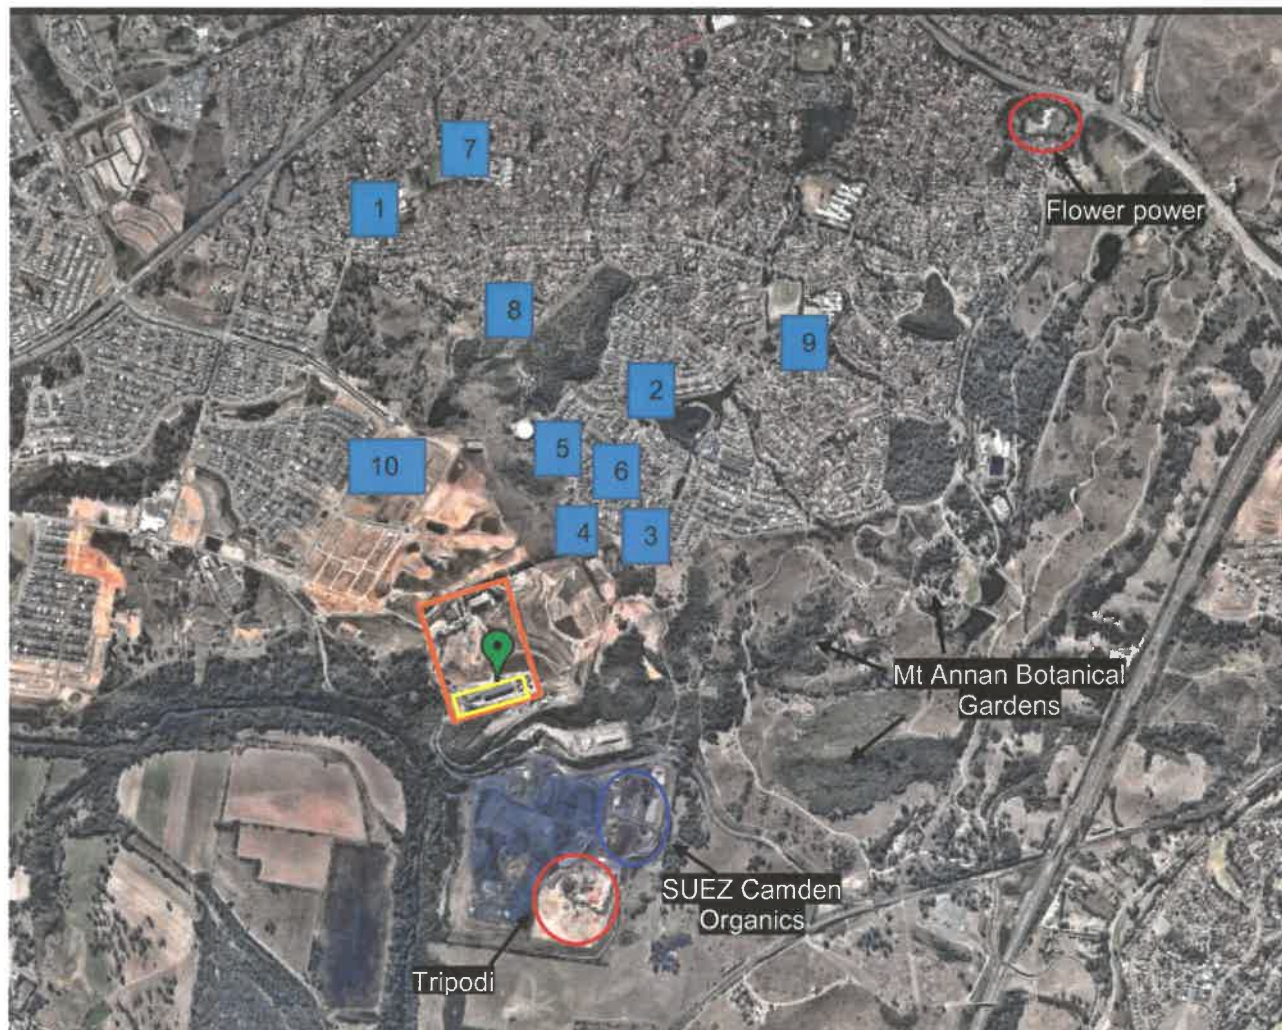 7
1
Flower power
8
9
2
5
10
6
4
3
Mt Annan Botanical
Gardens
SUEZ Camden
Organics
Tripodi